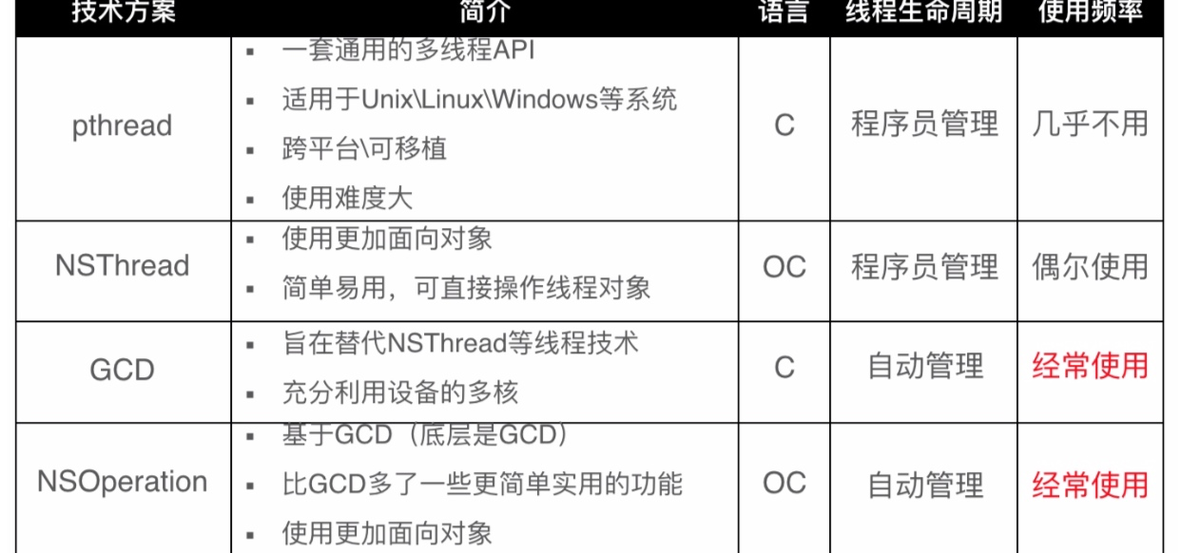 技术方案 简介 语言 线程生命周期 使用频率
pthread
▪ 一套通用的多线程API
▪ 适用于Unix\Linux\Windows等系统
▪ 跨平台\可移植
▪ 使用难度大
C 程序员管理 几乎不用
NSThread
▪ 使用更加面向对象
▪ 简单易用，可直接操作线程对象
OC 程序员管理 偶尔使用
GCD
▪ 旨在替代NSThread等线程技术
▪ 充分利用设备的多核
C 自动管理 经常使用
NSOperation
▪ 基于GCD（底层是GCD）
▪ 比GCD多了一些更简单实用的功能
▪ 使用更加面向对象
OC 自动管理 经常使用